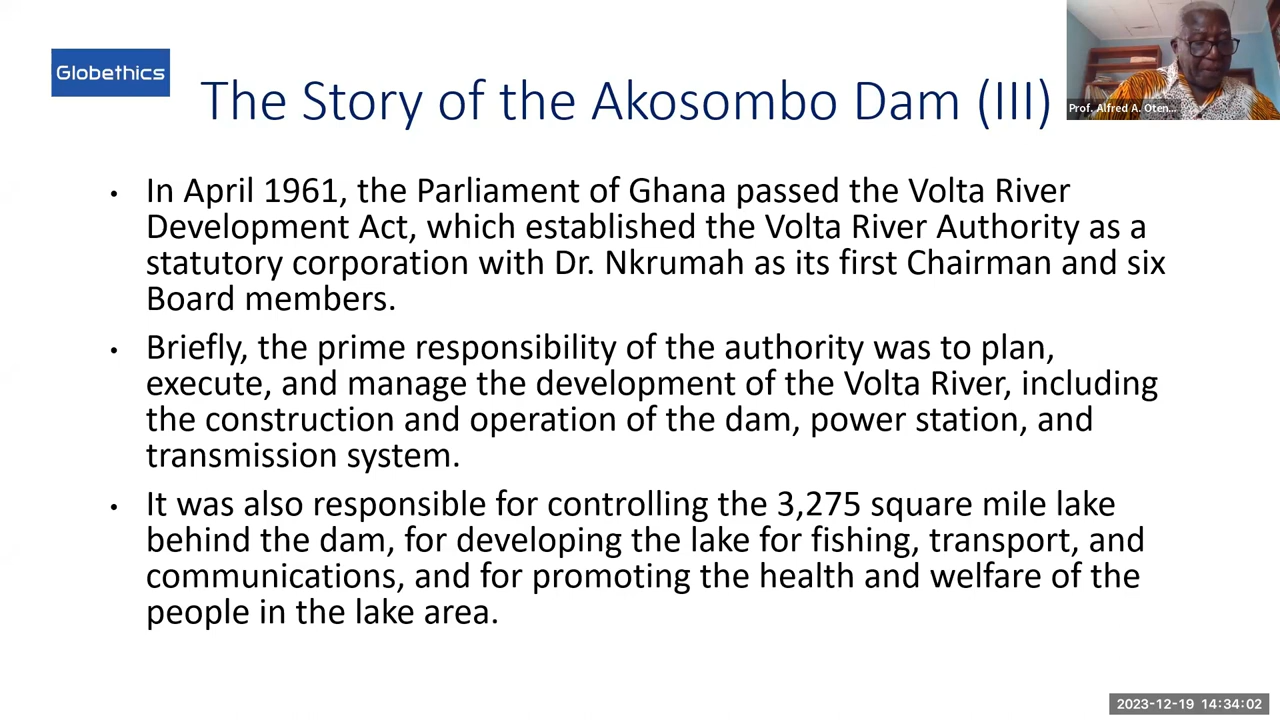 Globethics
The Story of the Akosombo Dam (III)
Prof. Alfred A. Oten...
• In April 1961, the Parliament of Ghana passed the Volta River
Development Act, which established the Volta River Authority as a
statutory corporation with Dr. Nkrumah as its first Chairman and six
Board members.
• Briefly, the prime responsibility of the authority was to plan,
execute, and manage the development of the Volta River, including
the construction and operation of the dam, power station, and
transmission system.
• It was also responsible for controlling the 3,275 square mile lake
behind the dam, for developing the lake for fishing, transport, and
communications, and for promoting the health and welfare of the
people in the lake area.
2023-12-19 14:34:02